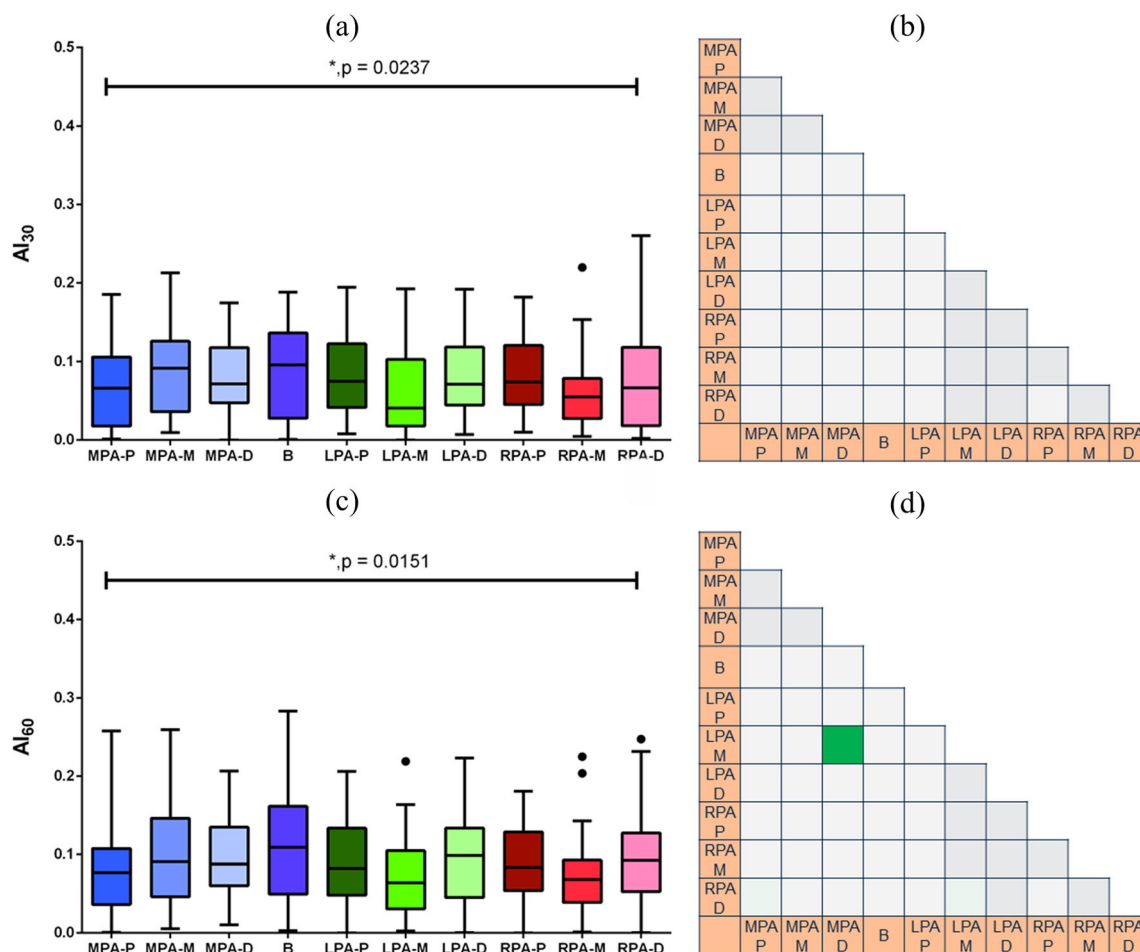 (a)
0.5
0.4
0.3
0.2
0.1
0.0
AI30
*,p = 0.0237
MPA-P MPA-M MPA-D B LPA-P LPA-M LPA-D RPA-P RPA-M RPA-D
(b)
MPA
P
MPA
M
MPA
D
B
LPA
P
LPA
M
LPA
D
RPA
P
RPA
M
RPA
D
MPA MPA MPA B LPA LPA LPA RPA RPA RPA
P M D P M D P M D
(c)
0.5
0.4
0.3
0.2
0.1
0.0
AI60
*,p = 0.0151
MPA-P MPA-M MPA-D B LPA-P LPA-M LPA-D RPA-P RPA-M RPA-D
(d)
MPA
P
MPA
M
MPA
D
B
LPA
P
LPA
M
LPA
D
RPA
P
RPA
M
RPA
D
MPA MPA MPA B LPA LPA LPA RPA RPA RPA
P M D P M D P M D